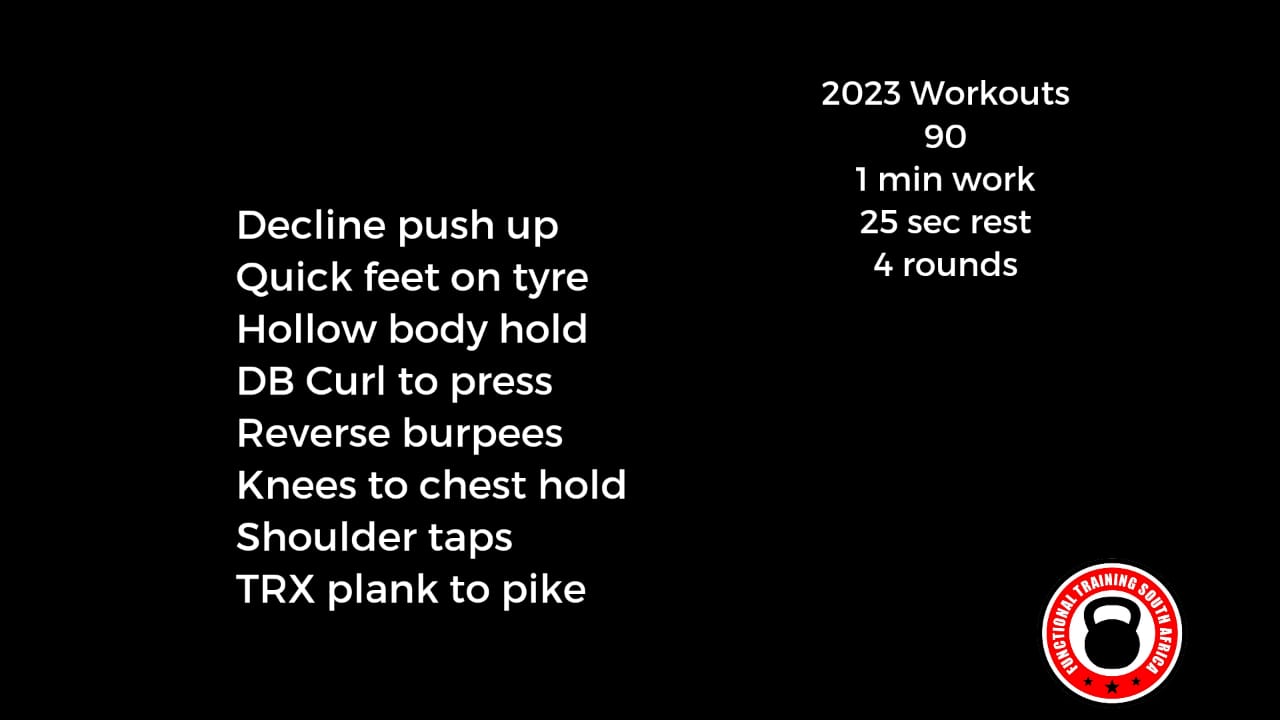 2023 Workouts
90
1 min work
25 sec rest
4 rounds
Decline push up
Quick feet on tyre
Hollow body hold
DB Curl to press
Reverse burpees
Knees to chest hold
Shoulder taps
TRX plank to pike
FUNCTIONAL TRAINING SOUTH AFRICA